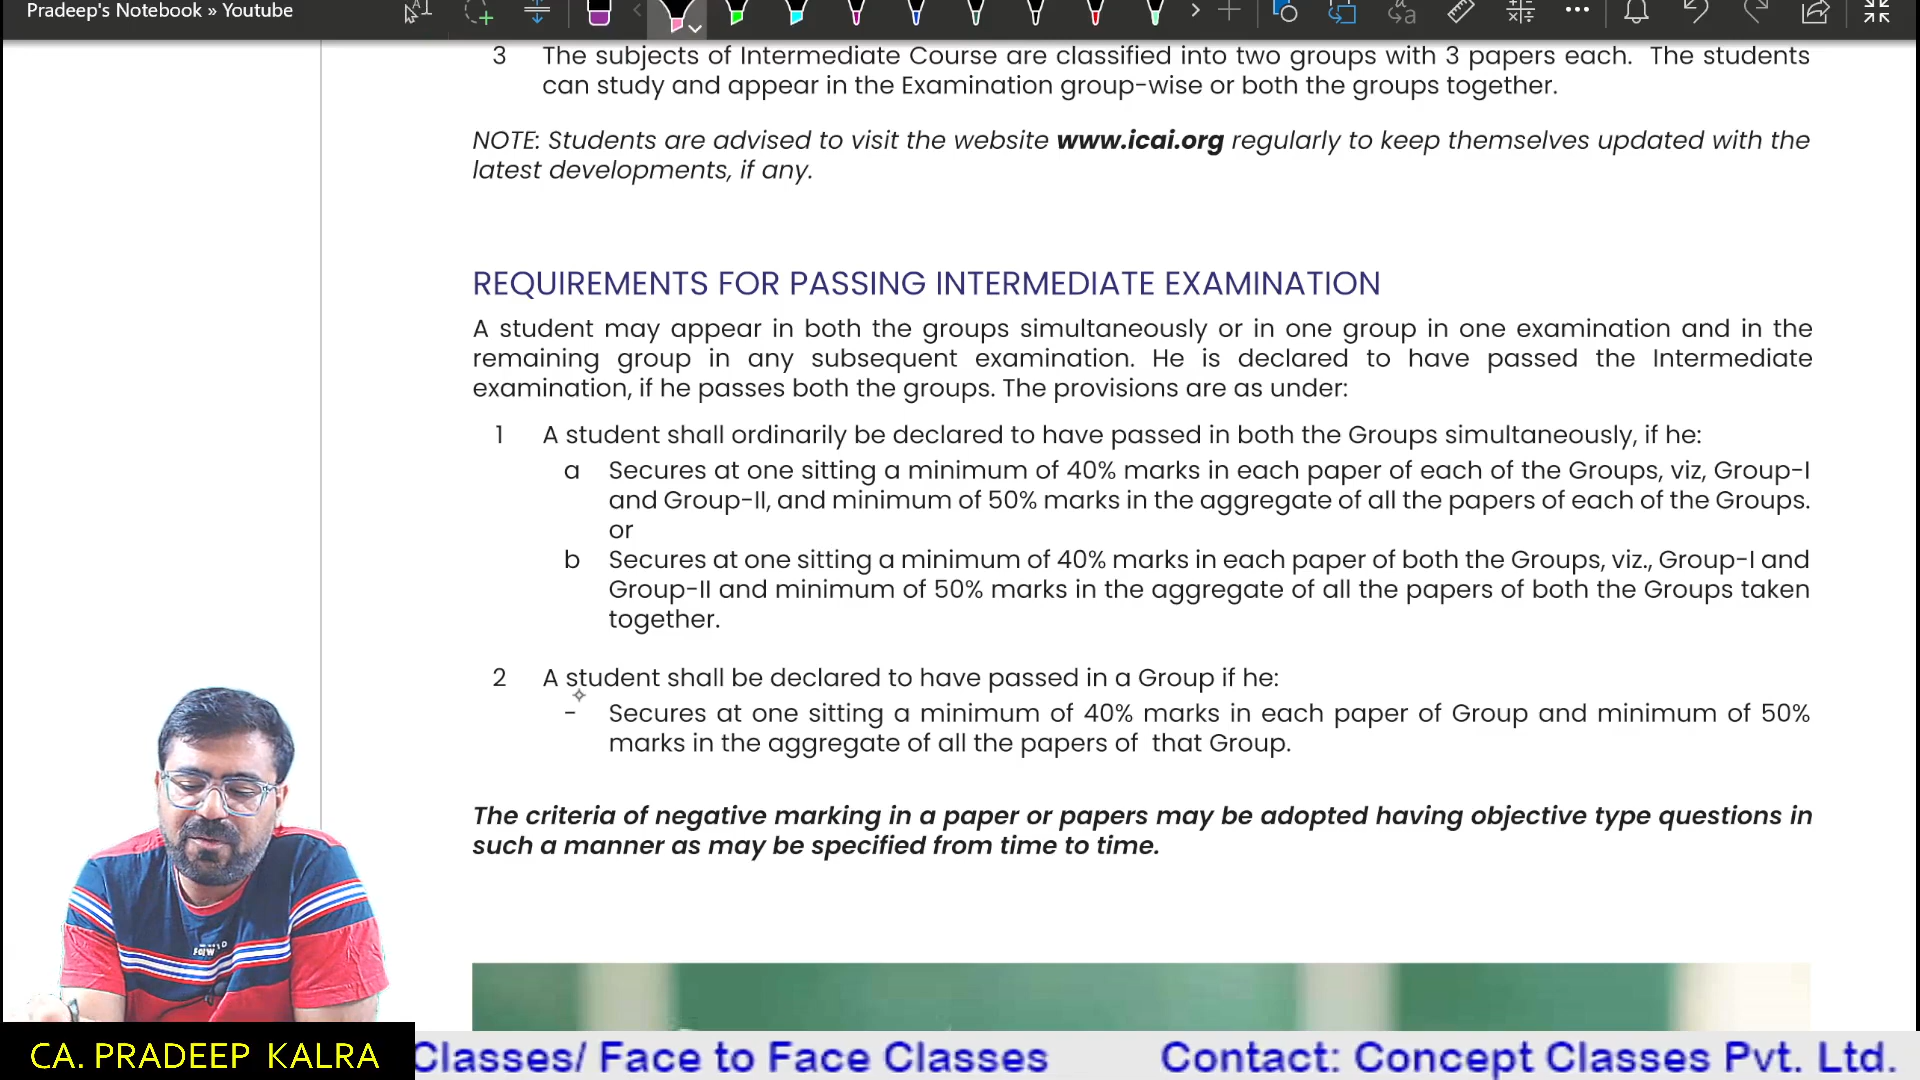 Pradeep's Notebook » Youtube
3 The subjects of Intermediate Course are classified into two groups with 3 papers each. The students
can study and appear in the Examination group-wise or both the groups together.
NOTE: Students are advised to visit the website www.icai.org regularly to keep themselves updated with the
latest developments, if any.
REQUIREMENTS FOR PASSING INTERMEDIATE EXAMINATION
A student may appear in both the groups simultaneously or in one group in one examination and in the
remaining group in any subsequent examination. He is declared to have passed the Intermediate
examination, if he passes both the groups. The provisions are as under:
1 A student shall ordinarily be declared to have passed in both the Groups simultaneously, if he:
a Secures at one sitting a minimum of 40% marks in each paper of each of the Groups, viz, Group-I
and Group-II, and minimum of 50% marks in the aggregate of all the papers of each of the Groups.
or
b Secures at one sitting a minimum of 40% marks in each paper of both the Groups, viz., Group-I and
Group-II and minimum of 50% marks in the aggregate of all the papers of both the Groups taken
together.
2 A student shall be declared to have passed in a Group if he:
- Secures at one sitting a minimum of 40% marks in each paper of Group and minimum of 50%
marks in the aggregate of all the papers of that Group.
The criteria of negative marking in a paper or papers may be adopted having objective type questions in
such a manner as may be specified from time to time.
CA. PRADEEP KALRA
Classes/ Face to Face Classes Contact: Concept Classes Pvt. Ltd.